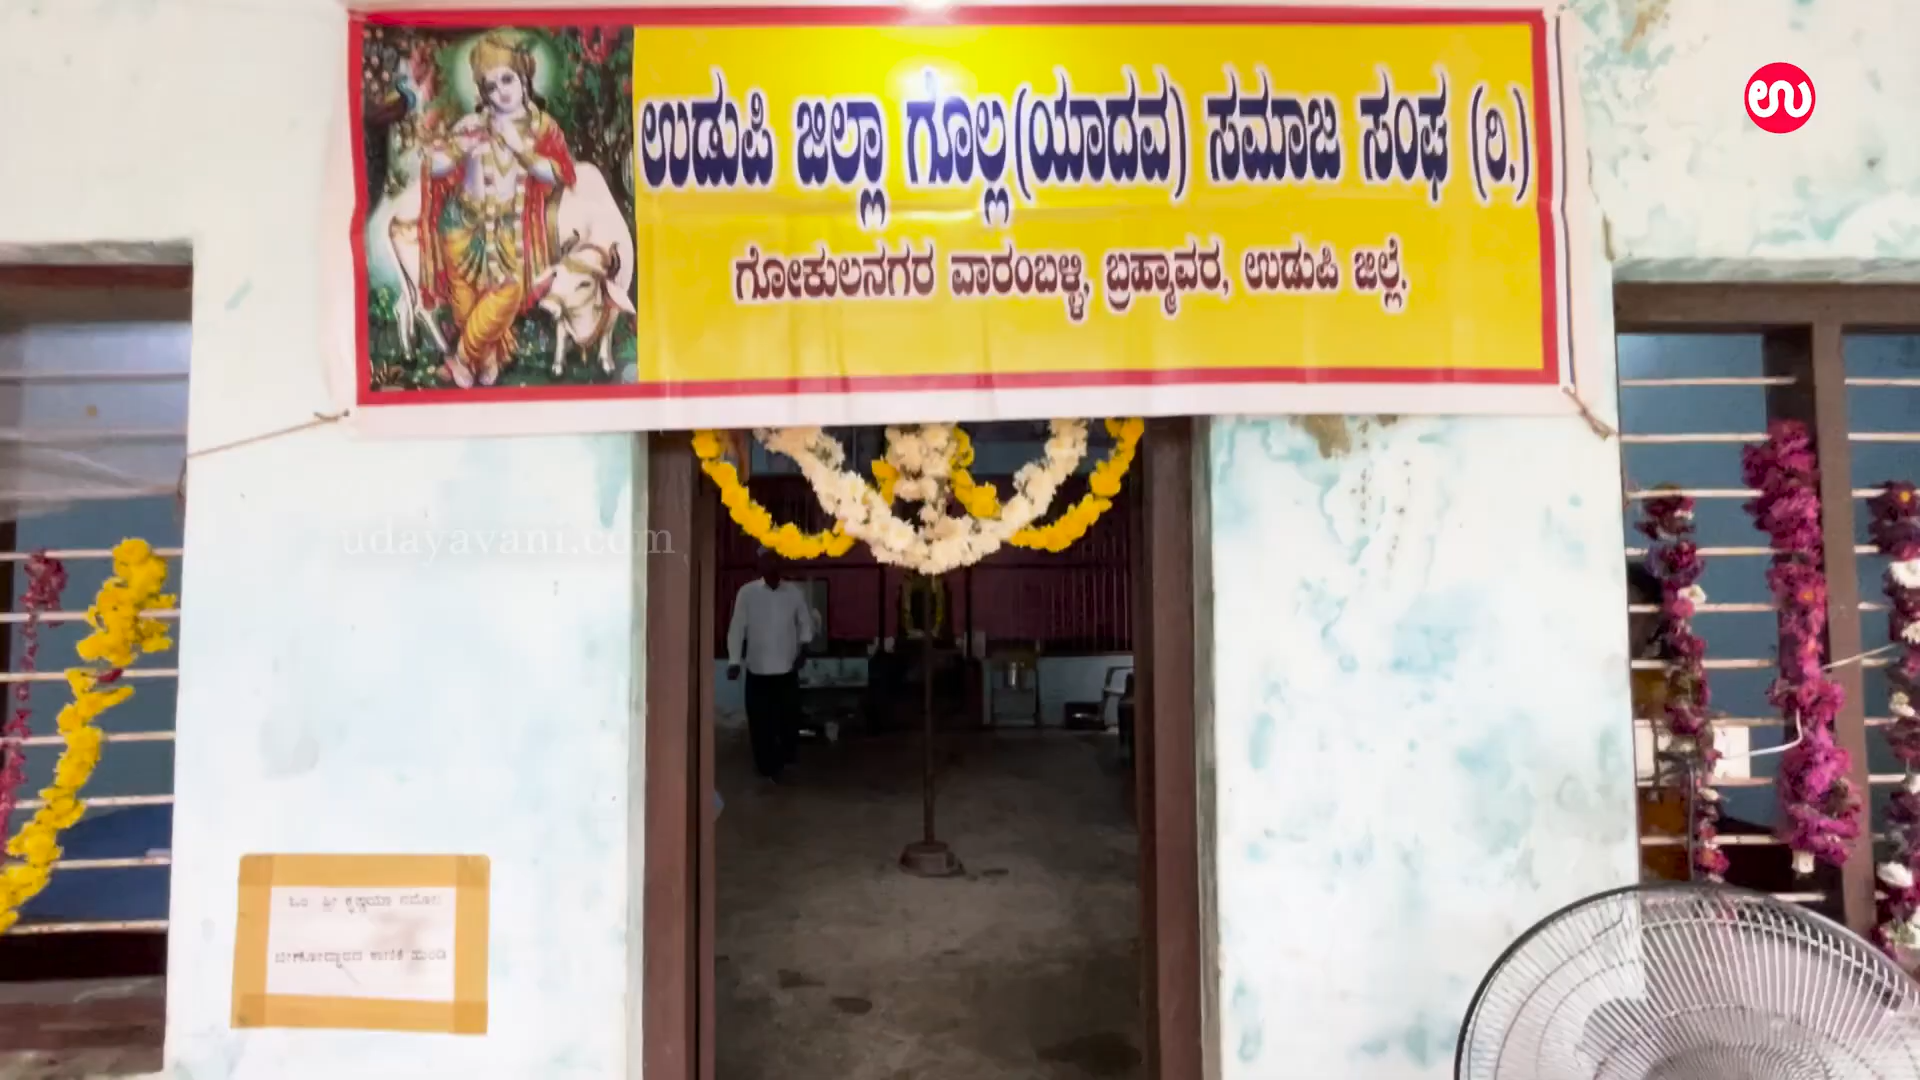 ಉಡುಪಿ ಜಿಲ್ಲಾ ಗೊಲ್ಲ(ಯಾದವ) ಸಮಾಜ ಸಂಘ (ರಿ.)
ಗೋಕುಲನಗರ ವಾರಂಬಳ್ಳಿ, ಬ್ರಹ್ಮಾವರ, ಉಡುಪಿ ಜಿಲ್ಲೆ.
ಉ
udayavani.com
ಓಂ ಶ್ರೀ ಕೃಷ್ಣಾಯ